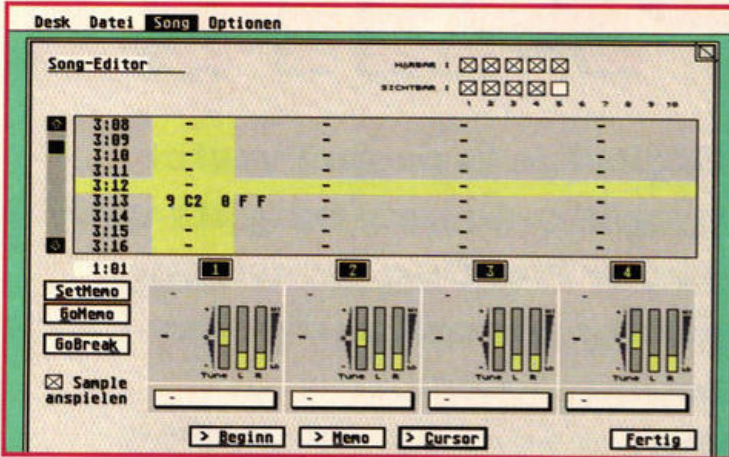 Desk Datei Song Optionen
Song-Editor
HÖRBAR :
SICHTBAR :
1 2 3 4 5 6 7 8 9 10
3:08 - - - -
3:09 - - - -
3:10 - - - -
3:11 - - - -
3:12
3:13 9 C2 0 F F - - -
3:14 - - - -
3:15 - - - -
3:16 - - - -
1:01 1 2 3 4
SetMemo
GoMemo
GoBreak
Tune L R Tune L R Tune L R Tune L R
Sample
anspielen
> Beginn > Memo > Cursor Fertig